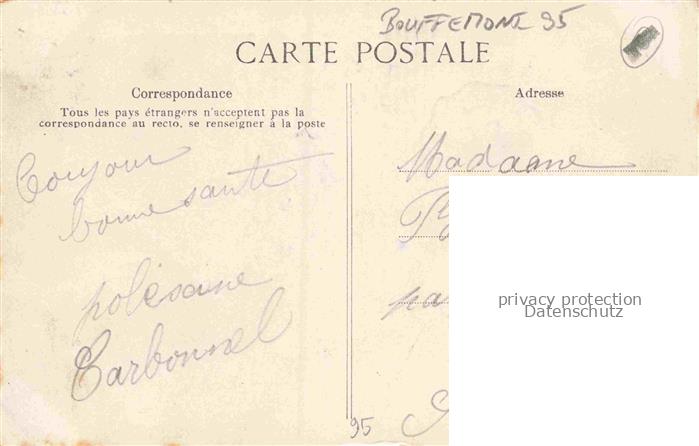 BOUFFEMONT 95
CARTE POSTALE
Correspondance
Tous les pays étrangers n'acceptent pas la
correspondance au recto, se renseigner à la poste
Adresse
Bonjour
bonne santé
Carbonnel
Madame
privacy protection
Datenschutz
95